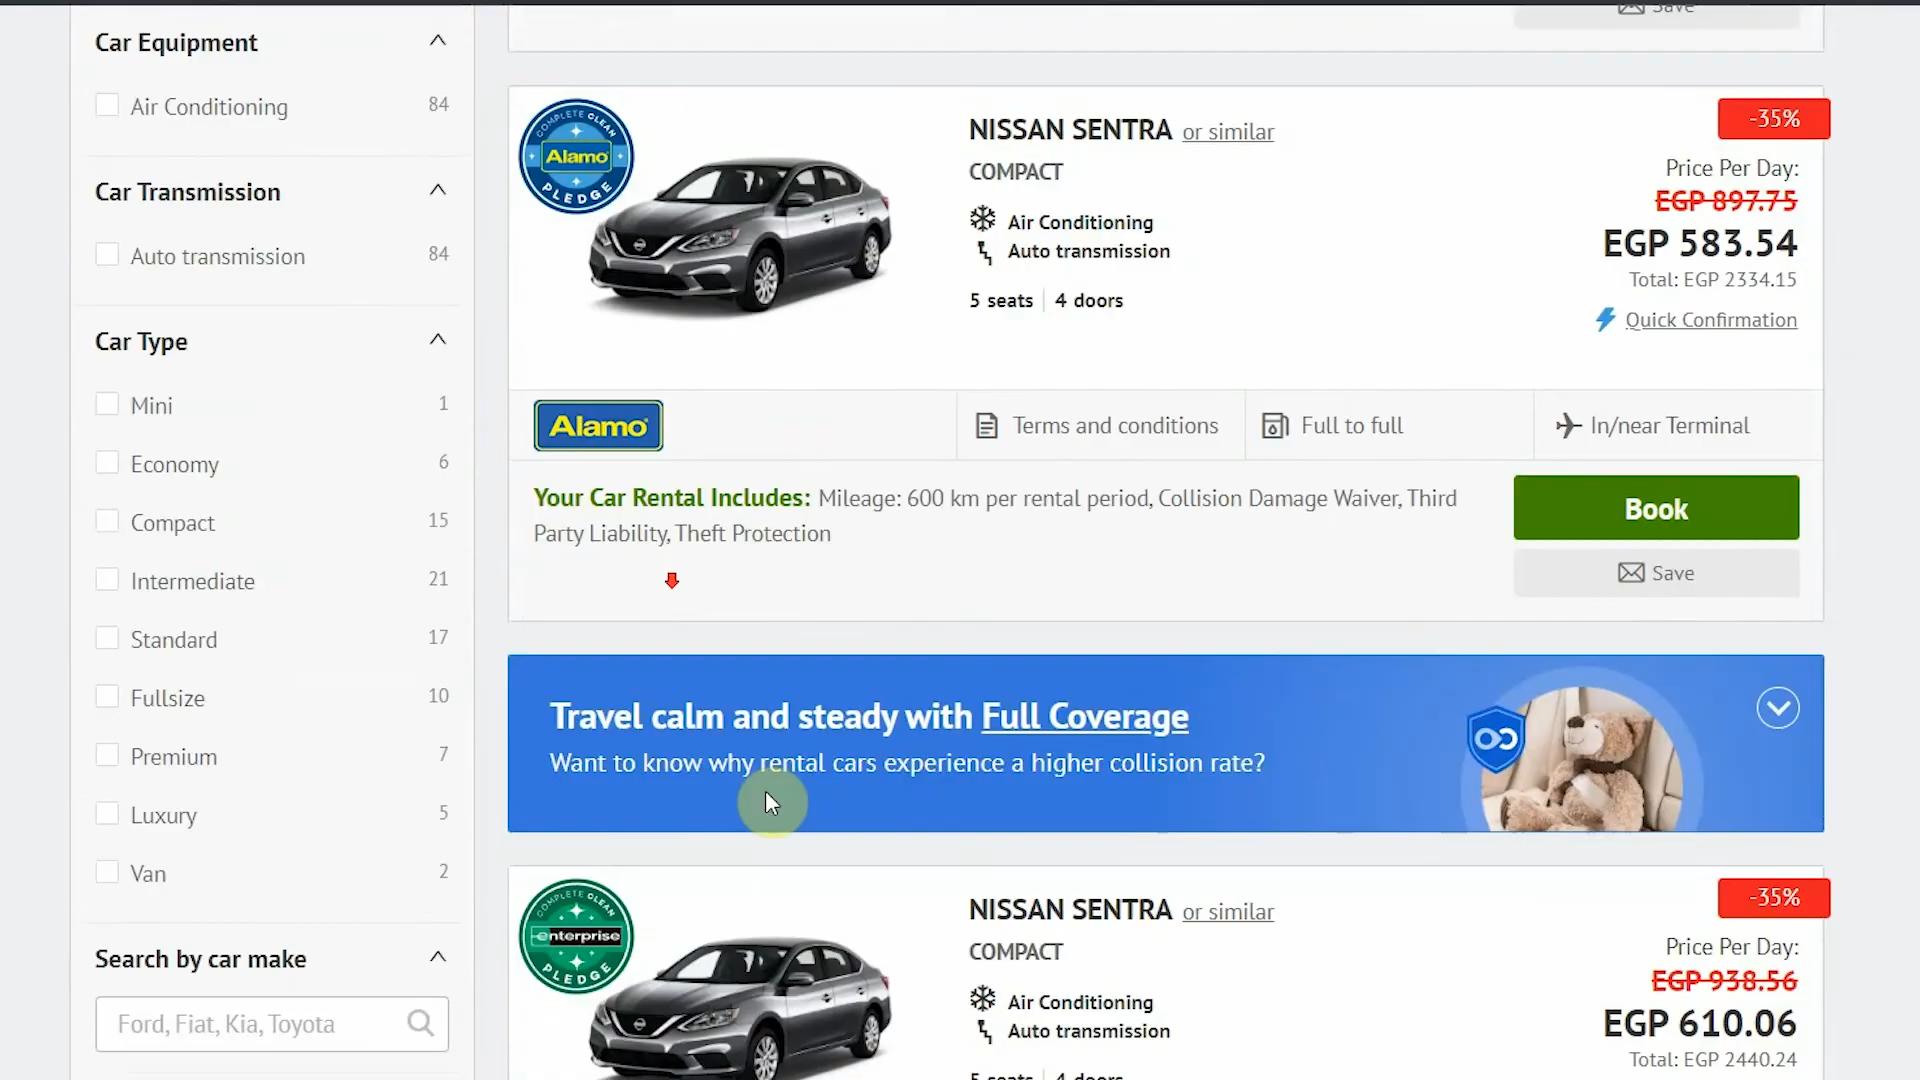 Car Equipment
Air Conditioning 84
Car Transmission
Auto transmission 84
Car Type
Mini 1
Economy 6
Compact 15
Intermediate 21
Standard 17
Fullsize 10
Premium 7
Luxury 5
Van 2
Search by car make
Ford, Fiat, Kia, Toyota
Save
COMPLETE CLEAN
Alamo
PLEDGE
NISSAN SENTRA or similar
COMPACT
Air Conditioning
Auto transmission
5 seats 4 doors
-35%
Price Per Day:
EGP 897.75
EGP 583.54
Total: EGP 2334.15
Quick Confirmation
Alamo
Terms and conditions
Full to full
In/near Terminal
Your Car Rental Includes: Mileage: 600 km per rental period, Collision Damage Waiver, Third
Party Liability, Theft Protection
Book
Save
Travel calm and steady with Full Coverage
Want to know why rental cars experience a higher collision rate?
COMPLETE CLEAN
enterprise
PLEDGE
NISSAN SENTRA or similar
COMPACT
Air Conditioning
Auto transmission
5 seats 4 doors
-35%
Price Per Day:
EGP 938.56
EGP 610.06
Total: EGP 2440.24